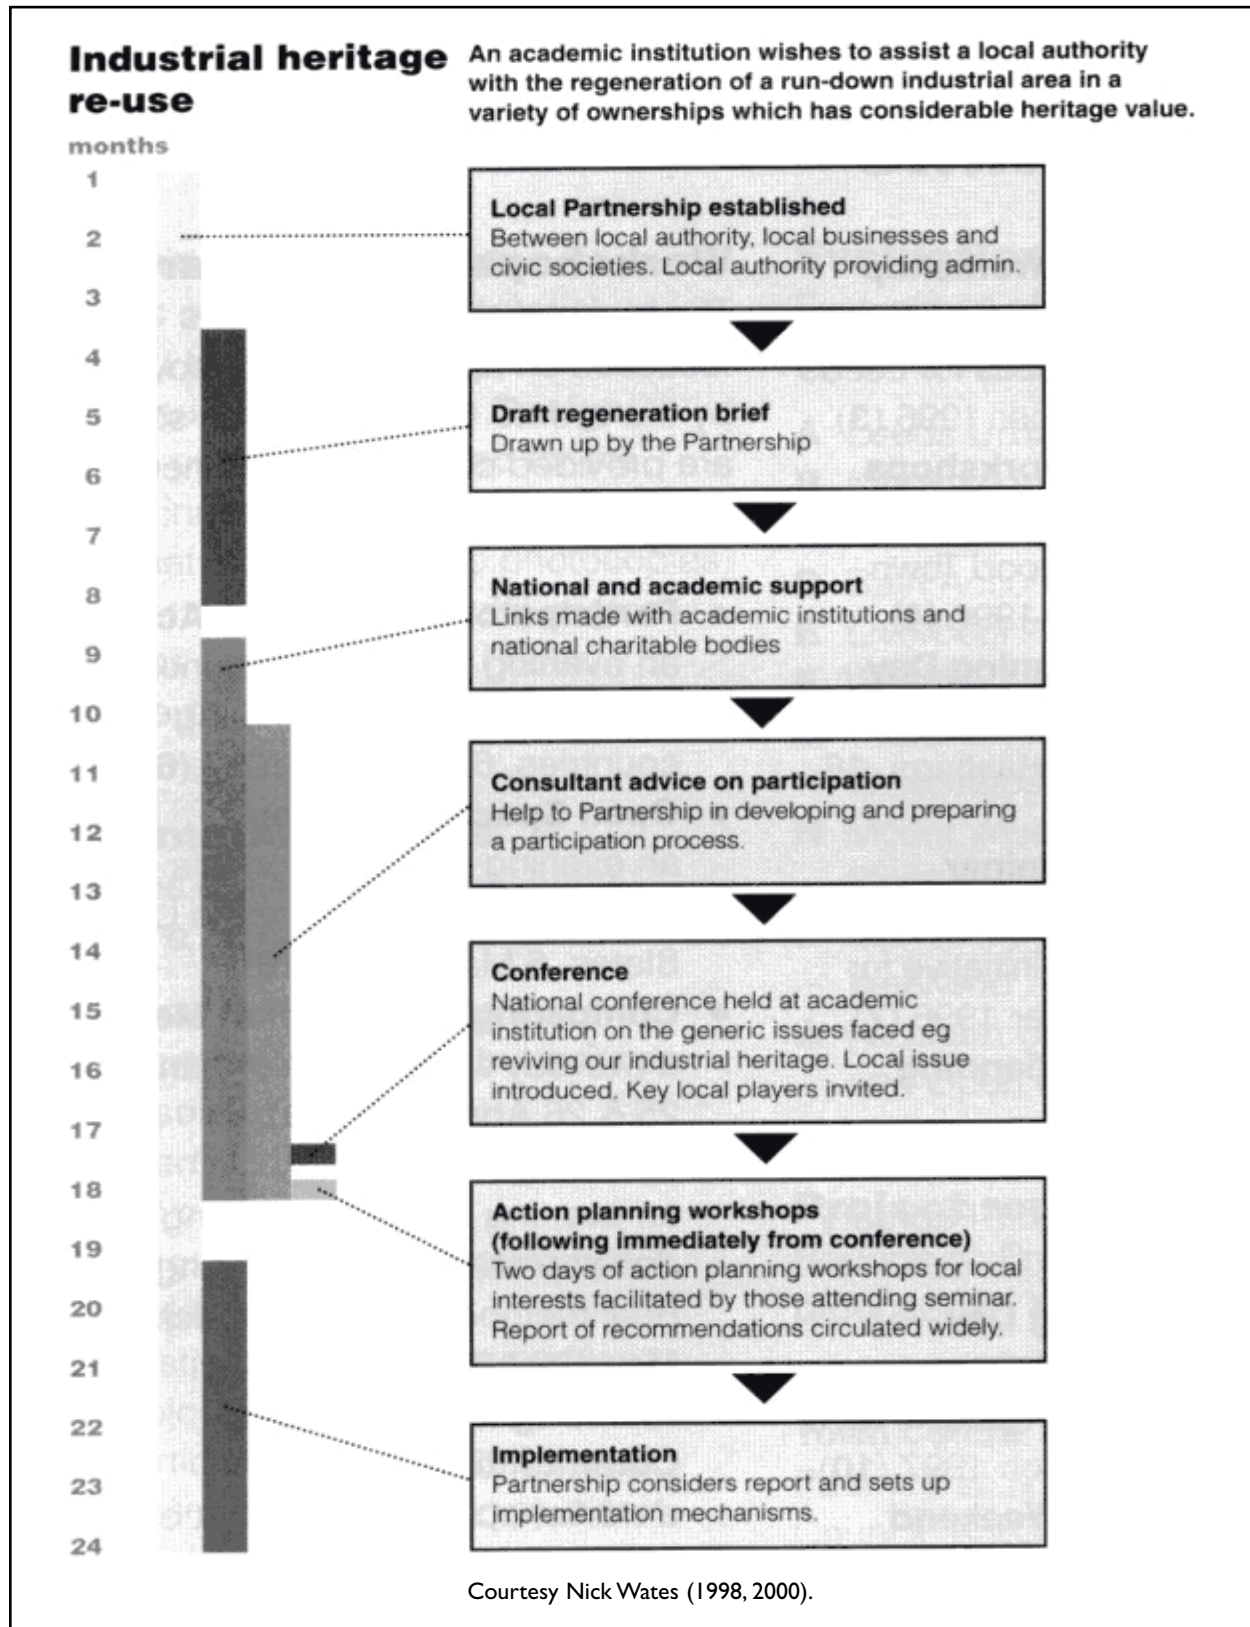 Industrial heritage
re-use
An academic institution wishes to assist a local authority
with the regeneration of a run-down industrial area in a
variety of ownerships which has considerable heritage value.
months
1
2
3
4
5
6
7
8
9
10
11
12
13
14
15
16
17
18
19
20
21
22
23
24
Local Partnership established
Between local authority, local businesses and
civic societies. Local authority providing admin.
Draft regeneration brief
Drawn up by the Partnership
National and academic support
Links made with academic institutions and
national charitable bodies
Consultant advice on participation
Help to Partnership in developing and preparing
a participation process.
Conference
National conference held at academic
institution on the generic issues faced eg
reviving our industrial heritage. Local issue
introduced. Key local players invited.
Action planning workshops
(following immediately from conference)
Two days of action planning workshops for local
interests facilitated by those attending seminar.
Report of recommendations circulated widely.
Implementation
Partnership considers report and sets up
implementation mechanisms.
Courtesy Nick Wates (1998, 2000).